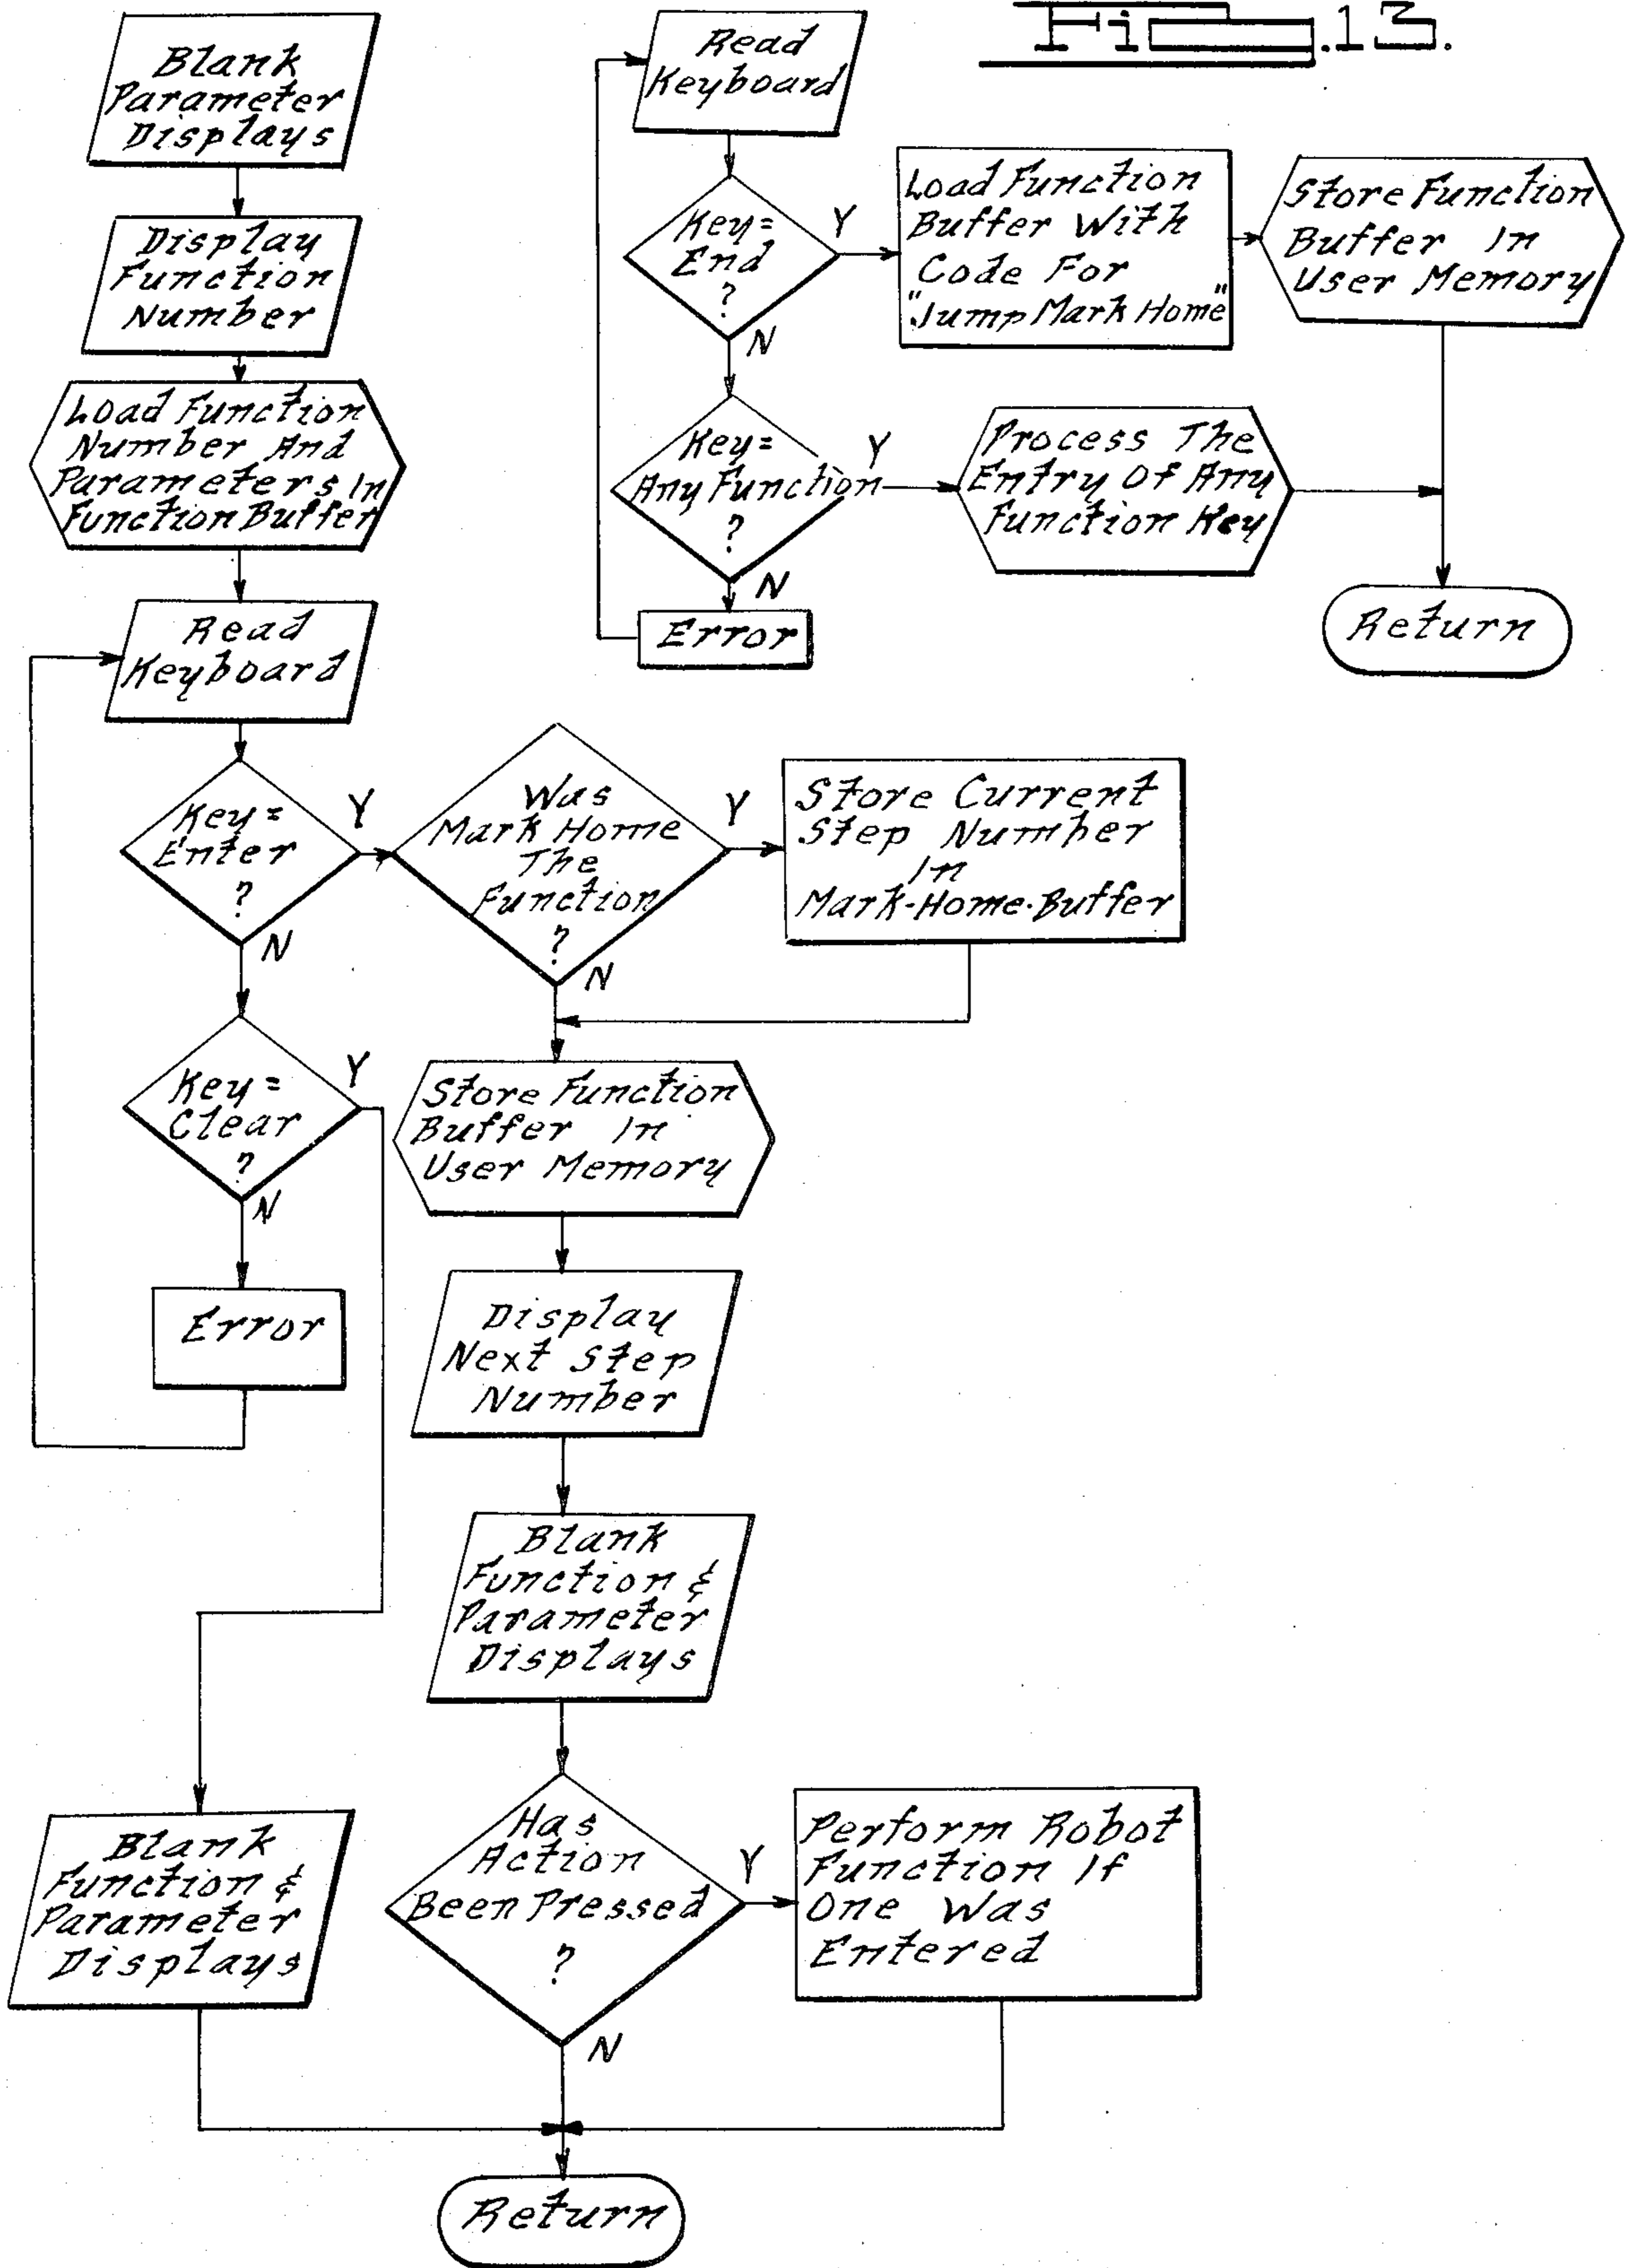 Fig.13.
Blank
Parameter
Displays
Display
Function
Number
Load Function
Number And
Parameters In
Function Buffer
Read
Keyboard
Key=
Enter
?
Y
N
Was
Mark Home
The
Function
?
Y
N
Store Current
Step Number
In
Mark-Home-Buffer
Key=
Clear
?
Y
N
Error
Store Function
Buffer In
User Memory
Display
Next Step
Number
Blank
Function &
Parameter
Displays
Has
Action
Been Pressed
?
Y
N
Perform Robot
Function If
One Was
Entered
Blank
Function &
Parameter
Displays
Return
Read
Keyboard
Key=
End
?
Y
N
Load Function
Buffer With
Code For
"Jump Mark Home"
Store Function
Buffer In
User Memory
Key=
Any Function
?
Y
N
Process The
Entry Of Any
Function Key
Error
Return